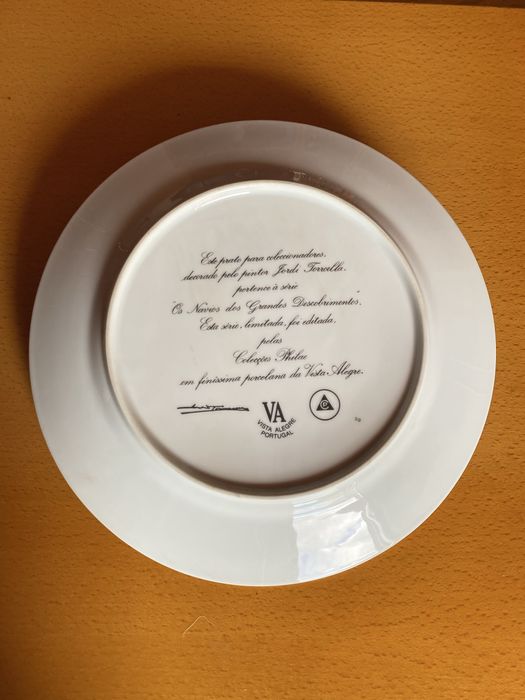 Este prato para coleccionadores,
decorado pelo pintor Jordi Torrella,
pertence à série
"Os Navios dos Grandes Descobrimentos".
Esta série, limitada, foi editada,
pelas
Colecções Philae
em finíssima porcelana da Vista Alegre.
VA
VISTA ALEGRE
PORTUGAL